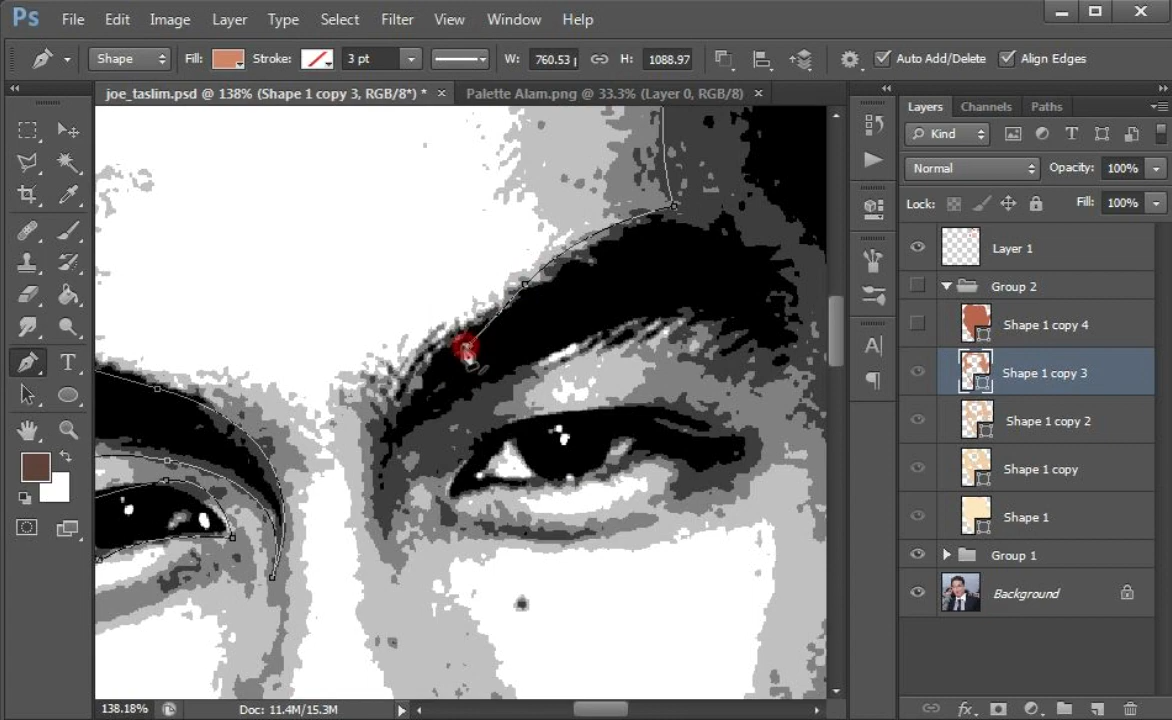 Ps File Edit Image Layer Type Select Filter View Window Help
Shape Fill: Stroke: 3 pt W: 760.53 H: 1088.97 Auto Add/Delete Align Edges
joe_taslim.psd @ 138% (Shape 1 copy 3, RGB/8*) * × Palette Alam.png @ 33.3% (Layer 0, RGB/8) ×
Layers Channels Paths
Kind
Normal Opacity: 100%
Lock: Fill: 100%
Layer 1
Group 2
Shape 1 copy 4
Shape 1 copy 3
Shape 1 copy 2
Shape 1 copy
Shape 1
Group 1
Background
138.18% Doc: 11.4M/15.3M